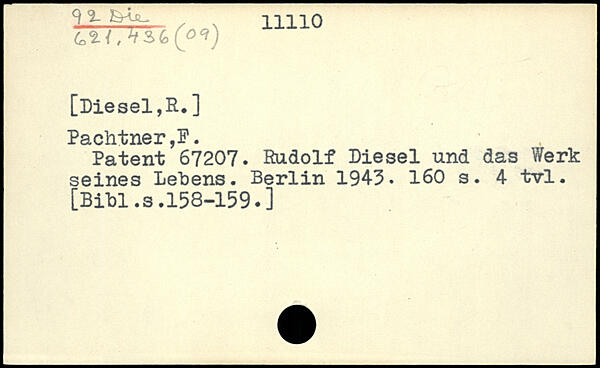 92 Die
11110
621.436(09)
[Diesel,R.]
Pachtner,F.
Patent 67207. Rudolf Diesel und das Werk
seines Lebens. Berlin 1943. 160 s. 4 tvl.
[Bibl.s.158-159.]